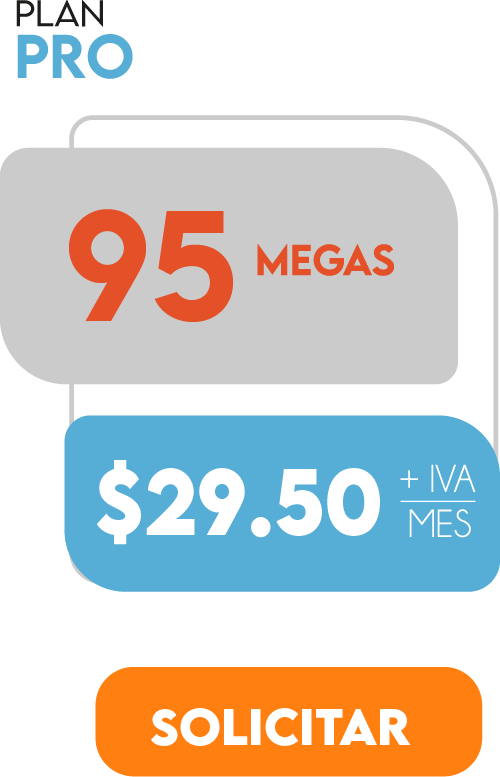 PLAN
PRO
95 MEGAS
$29.50 + IVA
MES
SOLICITAR